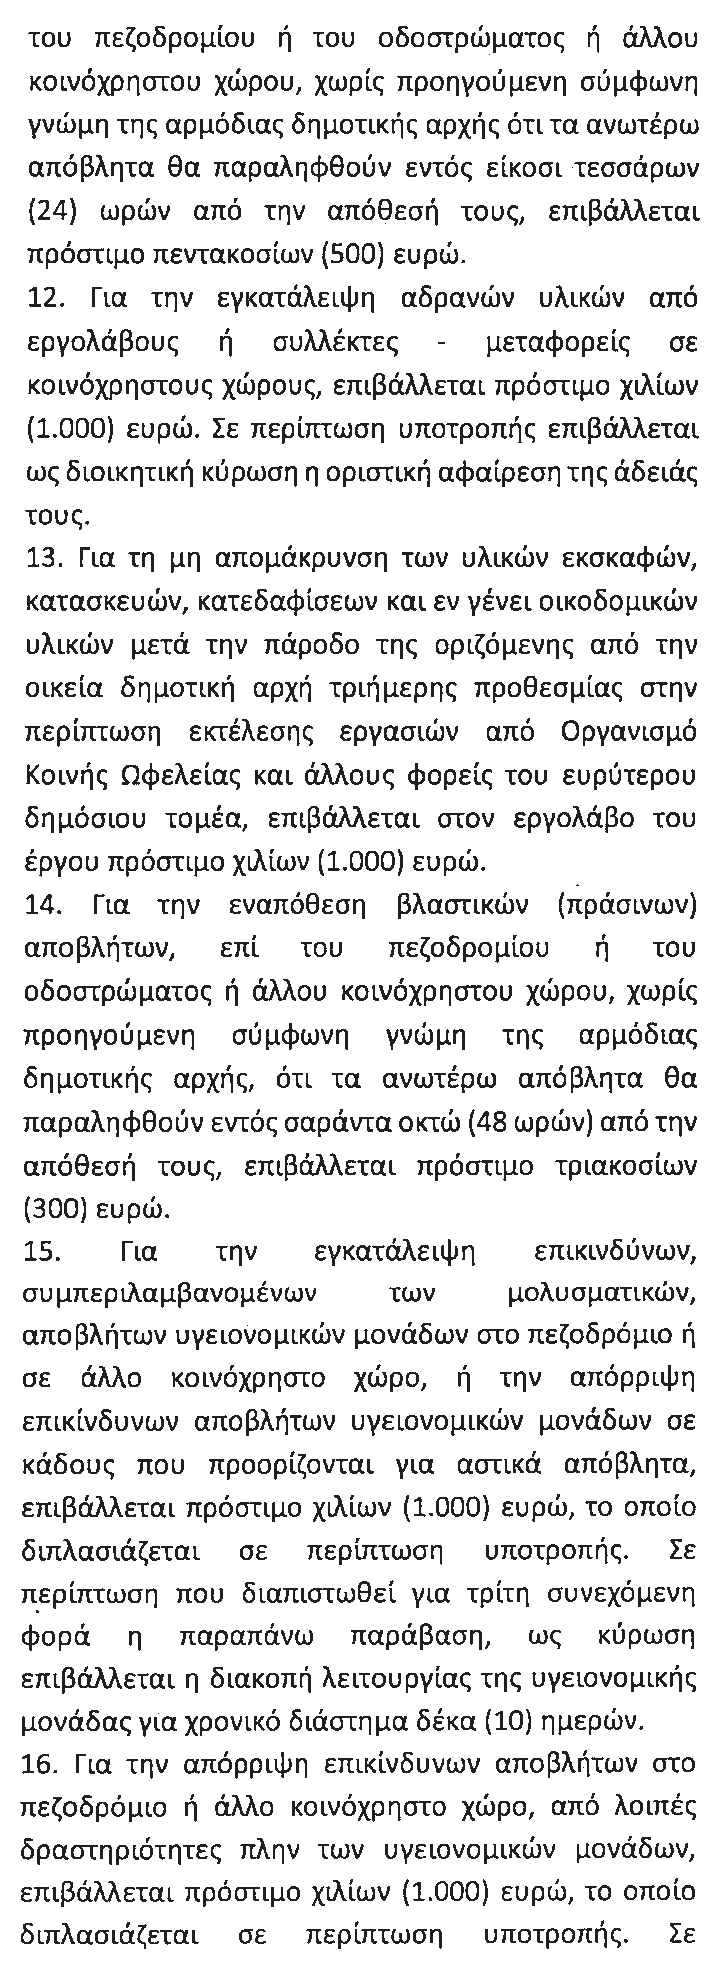 του πεζοδρομίου ή του οδοστρώματος ή άλλου
κοινόχρηστου χώρου, χωρίς προηγούμενη σύμφωνη
γνώμη της αρμόδιας δημοτικής αρχής ότι τα ανωτέρω
απόβλητα θα παραληφθούν εντός είκοσι τεσσάρων
(24) ωρών από την απόθεσή τους, επιβάλλεται
πρόστιμο πεντακοσίων (500) ευρώ.
12. Για την εγκατάλειψη αδρανών υλικών από
εργολάβους ή συλλέκτες - μεταφορείς σε
κοινόχρηστους χώρους, επιβάλλεται πρόστιμο χιλίων
(1.000) ευρώ. Σε περίπτωση υποτροπής επιβάλλεται
ως διοικητική κύρωση η οριστική αφαίρεση της άδειάς
τους.
13. Για τη μη απομάκρυνση των υλικών εκσκαφών,
κατασκευών, κατεδαφίσεων και εν γένει οικοδομικών
υλικών μετά την πάροδο της οριζόμενης από την
οικεία δημοτική αρχή τριήμερης προθεσμίας στην
περίπτωση εκτέλεσης εργασιών από Οργανισμό
Κοινής Ωφελείας και άλλους φορείς του ευρύτερου
δημόσιου τομέα, επιβάλλεται στον εργολάβο του
έργου πρόστιμο χιλίων (1.000) ευρώ.
14. Για την εναπόθεση βλαστικών (πράσινων)
αποβλήτων, επί του πεζοδρομίου ή του
οδοστρώματος ή άλλου κοινόχρηστου χώρου, χωρίς
προηγούμενη σύμφωνη γνώμη της αρμόδιας
δημοτικής αρχής, ότι τα ανωτέρω απόβλητα θα
παραληφθούν εντός σαράντα οκτώ (48 ωρών) από την
απόθεσή τους, επιβάλλεται πρόστιμο τριακοσίων
(300) ευρώ.
15. Για την εγκατάλειψη επικινδύνων,
συμπεριλαμβανομένων των μολυσματικών,
αποβλήτων υγειονομικών μονάδων στο πεζοδρόμιο ή
σε άλλο κοινόχρηστο χώρο, ή την απόρριψη
επικίνδυνων αποβλήτων υγειονομικών μονάδων σε
κάδους που προορίζονται για αστικά απόβλητα,
επιβάλλεται πρόστιμο χιλίων (1.000) ευρώ, το οποίο
διπλασιάζεται σε περίπτωση υποτροπής. Σε
περίπτωση που διαπιστωθεί για τρίτη συνεχόμενη
φορά η παραπάνω παράβαση, ως κύρωση
επιβάλλεται η διακοπή λειτουργίας της υγειονομικής
μονάδας για χρονικό διάστημα δέκα (10) ημερών.
16. Για την απόρριψη επικίνδυνων αποβλήτων στο
πεζοδρόμιο ή άλλο κοινόχρηστο χώρο, από λοιπές
δραστηριότητες πλην των υγειονομικών μονάδων,
επιβάλλεται πρόστιμο χιλίων (1.000) ευρώ, το οποίο
διπλασιάζεται σε περίπτωση υποτροπής. Σε